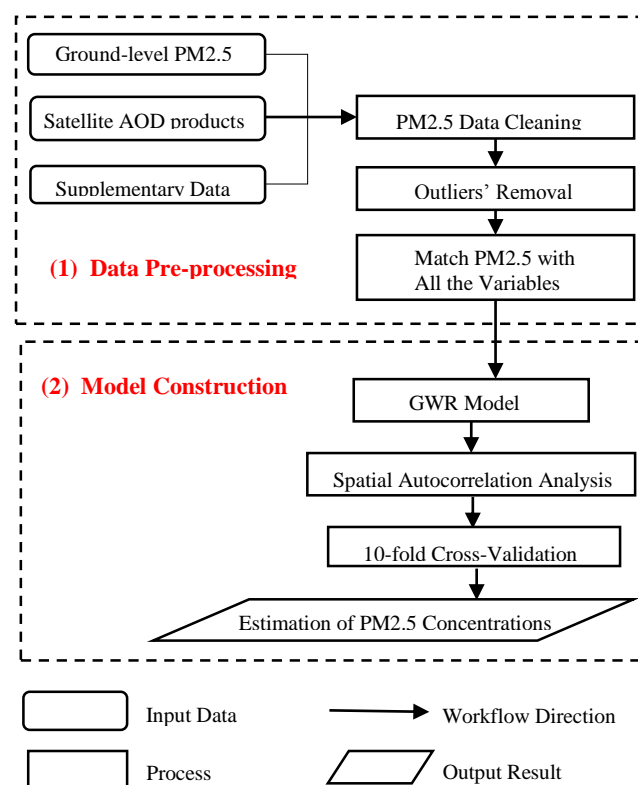 Ground-level PM2.5
Satellite AOD products
Supplementary Data
PM2.5 Data Cleaning
Outliers' Removal
Match PM2.5 with
All the Variables
(1) Data Pre-processing
(2) Model Construction
GWR Model
Spatial Autocorrelation Analysis
10-fold Cross-Validation
Estimation of PM2.5 Concentrations
Input Data
Workflow Direction
Process
Output Result